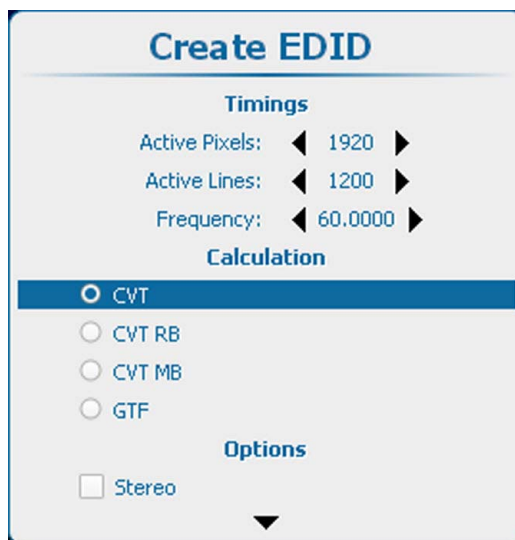 Create EDID
Timings
Active Pixels: 1920
Active Lines: 1200
Frequency: 60.0000
Calculation
CVT
CVT RB
CVT MB
GTF
Options
Stereo